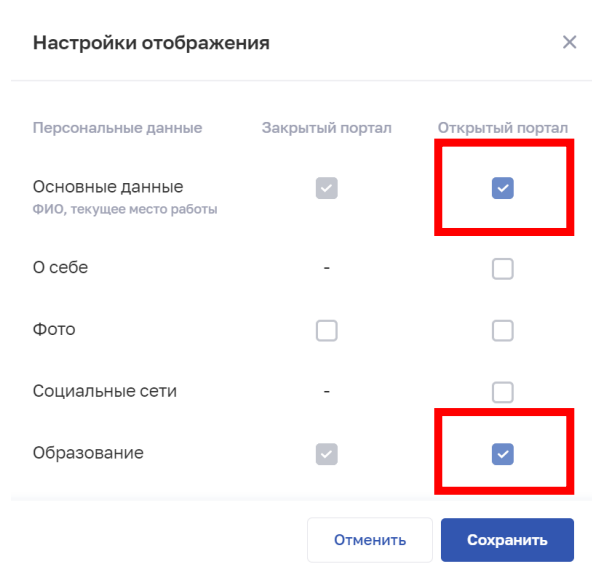 Настройки отображения
Персональные данные Закрытый портал Открытый портал
Основные данные
ФИО, текущее место работы
О себе -
Фото
Социальные сети -
Образование
Отменить Сохранить